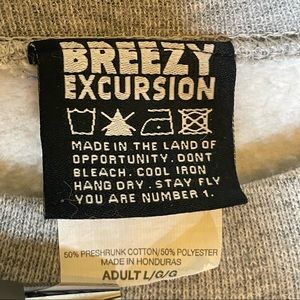 BREEZY
EXCURSION
MADE IN THE LAND OF
OPPORTUNITY. DONT
BLEACH. COOL IRON
HANG DRY. STAY FLY
YOU ARE NUMBER 1.
50% PRESHRUNK COTTON/50% POLYESTER
MADE IN HONDURAS
ADULT L/G/G